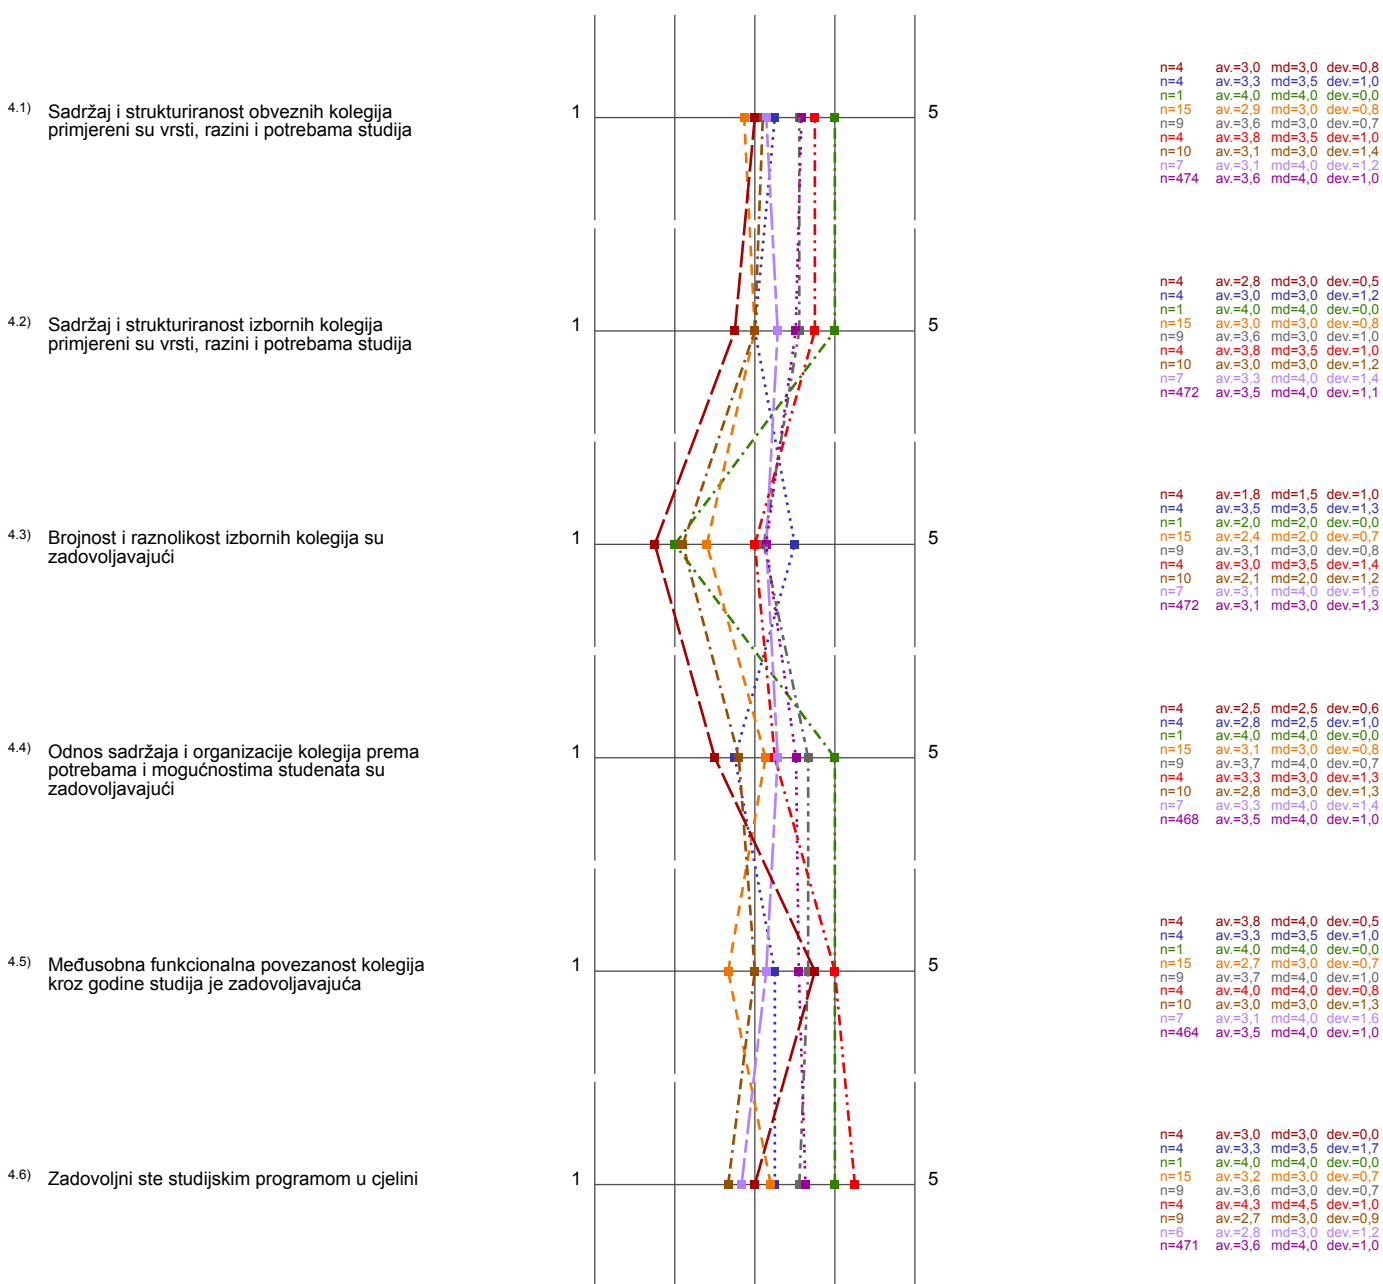 4.1) Sadržaj i strukturiranost obveznih kolegija
primjereni su vrsti, razini i potrebama studija
1 5
n=4 av.=3,0 md=3,0 dev.=0,8
n=4 av.=3,3 md=3,5 dev.=1,0
n=1 av.=4,0 md=4,0 dev.=0,0
n=15 av.=2,9 md=3,0 dev.=0,8
n=9 av.=3,6 md=3,0 dev.=0,7
n=4 av.=3,8 md=3,5 dev.=1,0
n=10 av.=3,1 md=3,0 dev.=1,4
n=7 av.=3,1 md=4,0 dev.=1,2
n=474 av.=3,6 md=4,0 dev.=1,0
4.2) Sadržaj i strukturiranost izbornih kolegija
primjereni su vrsti, razini i potrebama studija
1 5
n=4 av.=2,8 md=3,0 dev.=0,5
n=4 av.=3,0 md=3,0 dev.=1,2
n=1 av.=4,0 md=4,0 dev.=0,0
n=15 av.=3,0 md=3,0 dev.=0,8
n=9 av.=3,6 md=3,0 dev.=1,0
n=4 av.=3,8 md=3,5 dev.=1,0
n=10 av.=3,0 md=3,0 dev.=1,2
n=7 av.=3,3 md=4,0 dev.=1,4
n=472 av.=3,5 md=4,0 dev.=1,1
4.3) Brojnost i raznolikost izbornih kolegija su
zadovoljavajući
1 5
n=4 av.=1,8 md=1,5 dev.=1,0
n=4 av.=3,5 md=3,5 dev.=1,3
n=1 av.=2,0 md=2,0 dev.=0,0
n=15 av.=2,4 md=2,0 dev.=0,7
n=9 av.=3,1 md=3,0 dev.=0,8
n=4 av.=3,0 md=3,5 dev.=1,4
n=10 av.=2,1 md=2,0 dev.=1,2
n=7 av.=3,1 md=4,0 dev.=1,6
n=472 av.=3,1 md=3,0 dev.=1,3
4.4) Odnos sadržaja i organizacije kolegija prema
potrebama i mogućnostima studenata su
zadovoljavajući
1 5
n=4 av.=2,5 md=2,5 dev.=0,6
n=4 av.=2,8 md=2,5 dev.=1,0
n=1 av.=4,0 md=4,0 dev.=0,0
n=15 av.=3,1 md=3,0 dev.=0,8
n=9 av.=3,7 md=4,0 dev.=0,7
n=4 av.=3,3 md=3,0 dev.=1,3
n=10 av.=2,8 md=3,0 dev.=1,3
n=7 av.=3,3 md=4,0 dev.=1,4
n=468 av.=3,5 md=4,0 dev.=1,0
4.5) Međusobna funkcionalna povezanost kolegija
kroz godine studija je zadovoljavajuća
1 5
n=4 av.=3,8 md=4,0 dev.=0,5
n=4 av.=3,3 md=3,5 dev.=1,0
n=1 av.=4,0 md=4,0 dev.=0,0
n=15 av.=2,7 md=3,0 dev.=0,7
n=9 av.=3,7 md=4,0 dev.=1,0
n=4 av.=4,0 md=4,0 dev.=0,8
n=10 av.=3,0 md=3,0 dev.=1,3
n=7 av.=3,1 md=4,0 dev.=1,6
n=464 av.=3,5 md=4,0 dev.=1,0
4.6) Zadovoljni ste studijskim programom u cjelini
1 5
n=4 av.=3,0 md=3,0 dev.=0,0
n=4 av.=3,3 md=3,5 dev.=1,7
n=1 av.=4,0 md=4,0 dev.=0,0
n=15 av.=3,2 md=3,0 dev.=0,7
n=9 av.=3,6 md=3,0 dev.=0,7
n=4 av.=4,3 md=4,5 dev.=1,0
n=9 av.=2,7 md=3,0 dev.=0,9
n=6 av.=2,8 md=3,0 dev.=1,2
n=471 av.=3,6 md=4,0 dev.=1,0